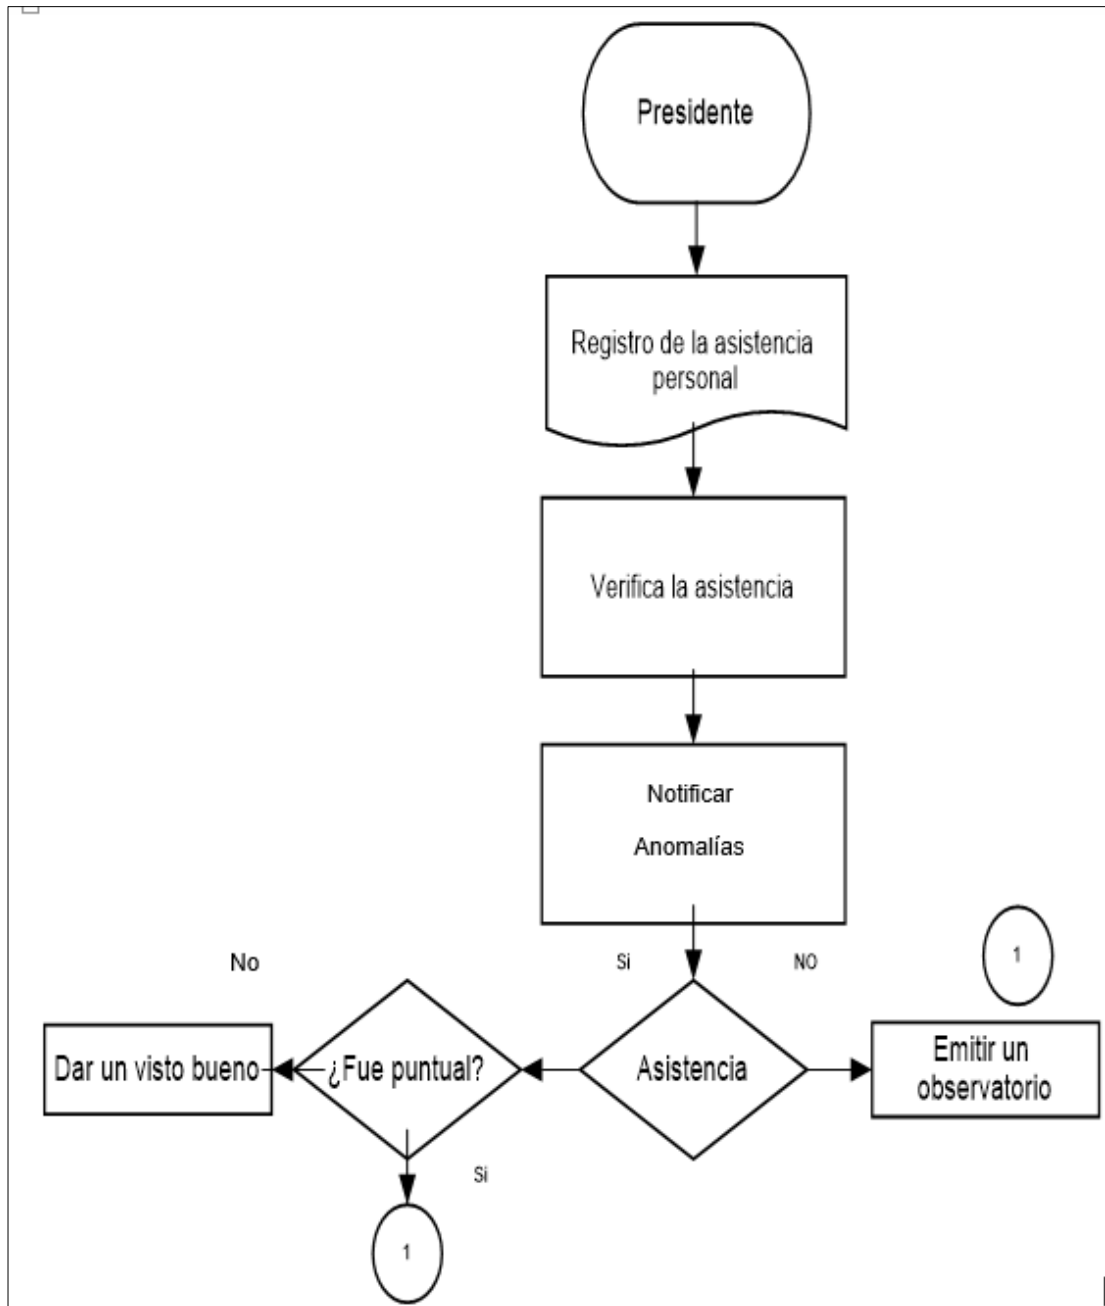 Presidente
Registro de la asistencia
personal
Verifica la asistencia
Notificar
Anomalías
No
Si
NO
1
Dar un visto bueno
¿Fue puntual?
Asistencia
Emitir un
observatorio
Si
1